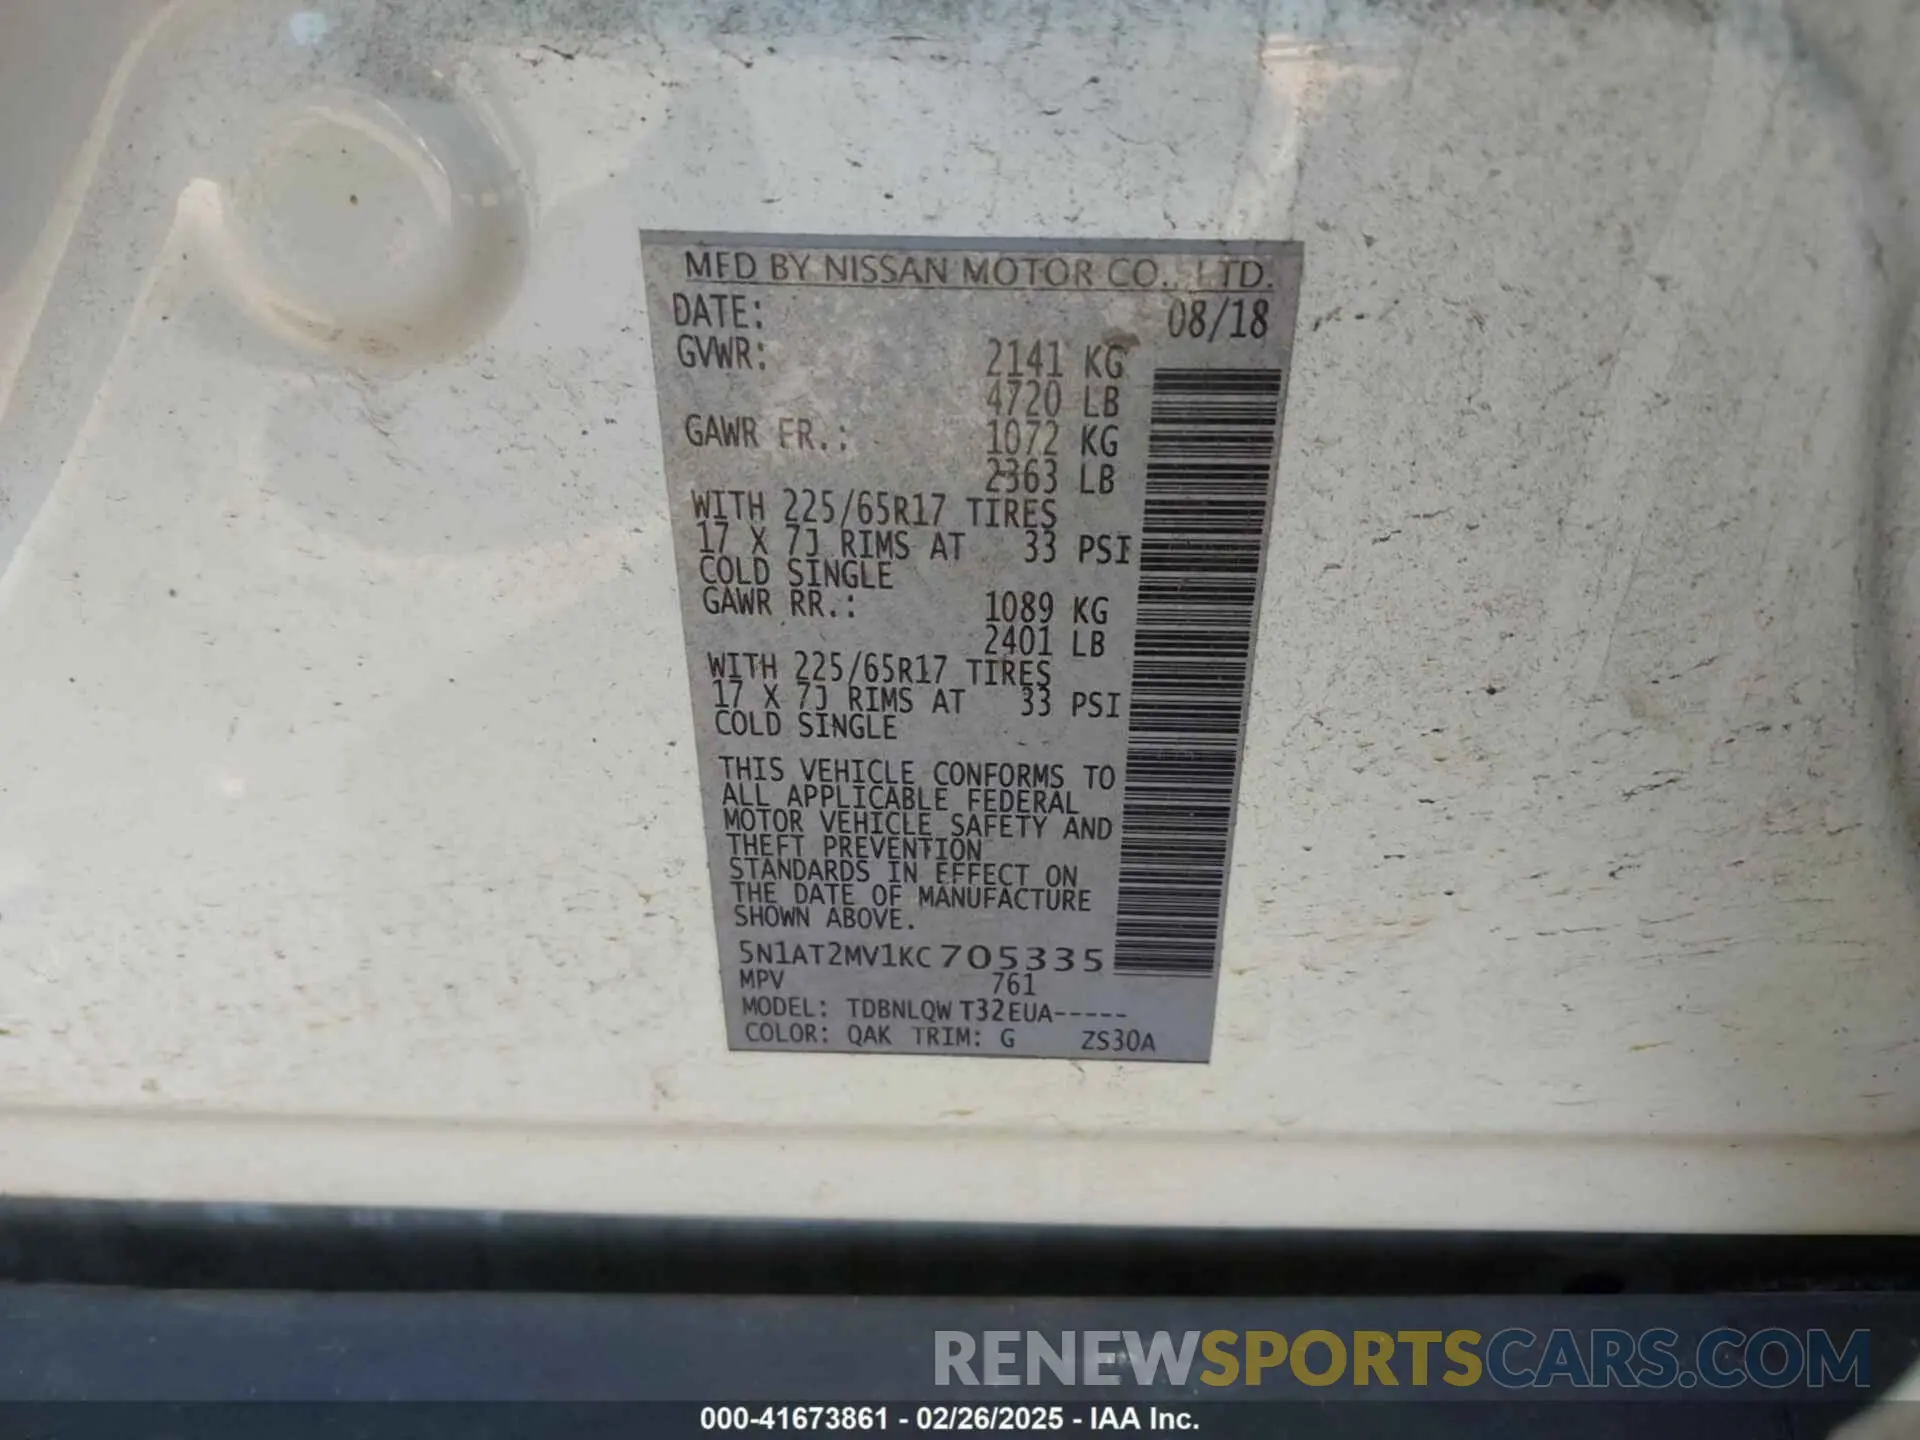 MFD BY NISSAN MOTOR CO., LTD.
DATE: 08/18
GVWR: 2141 KG
4720 LB
GAWR FR.: 1072 KG
2363 LB
WITH 225/65R17 TIRES
17 X 7J RIMS AT 33 PSI
COLD SINGLE
GAWR RR.: 1089 KG
2401 LB
WITH 225/65R17 TIRES
17 X 7J RIMS AT 33 PSI
COLD SINGLE
THIS VEHICLE CONFORMS TO
ALL APPLICABLE FEDERAL
MOTOR VEHICLE SAFETY AND
THEFT PREVENTION
STANDARDS IN EFFECT ON
THE DATE OF MANUFACTURE
SHOWN ABOVE.
5N1AT2MV1KC705335
MPV 761
MODEL: TDBNLQW T32EUA-----
COLOR: QAK TRIM: G ZS30A
RENEWSPORTSCARS.COM
000-41673861 - 02/26/2025 - IAA Inc.